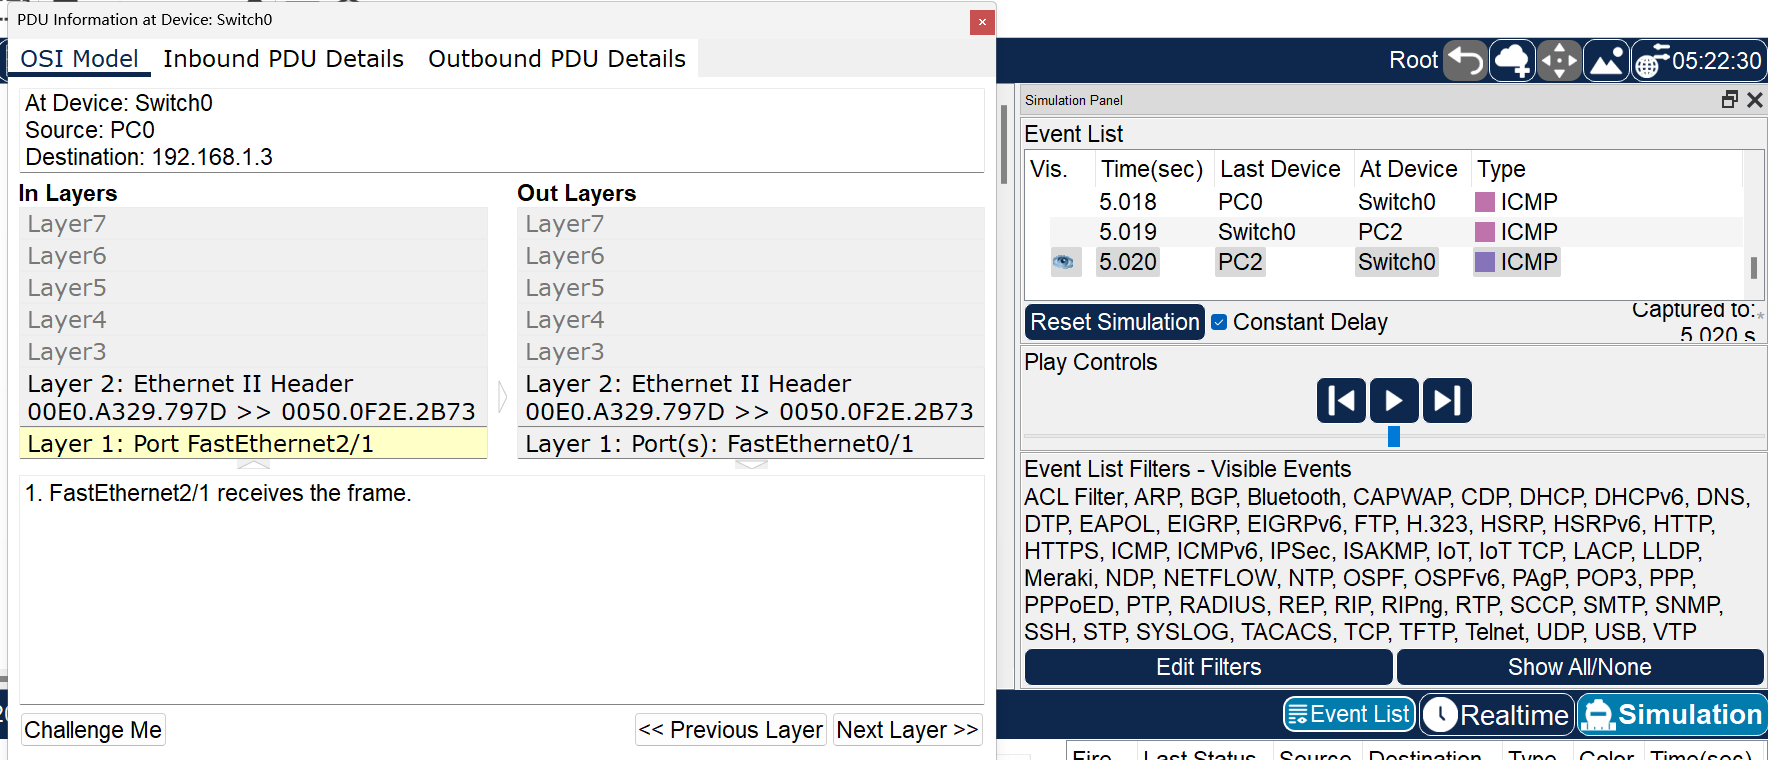 PDU Information at Device: Switch0
OSI Model Inbound PDU Details Outbound PDU Details
At Device: Switch0
Source: PC0
Destination: 192.168.1.3
In Layers
Layer7
Layer6
Layer5
Layer4
Layer3
Layer 2: Ethernet II Header
00E0.A329.797D >> 0050.0F2E.2B73
Layer 1: Port FastEthernet2/1
Out Layers
Layer7
Layer6
Layer5
Layer4
Layer3
Layer 2: Ethernet II Header
00E0.A329.797D >> 0050.0F2E.2B73
Layer 1: Port(s): FastEthernet0/1
1. FastEthernet2/1 receives the frame.
Challenge Me
<< Previous Layer
Next Layer >>
Root
05:22:30
Simulation Panel
Event List
Vis. Time(sec) Last Device At Device Type
5.018 PC0 Switch0 ICMP
5.019 Switch0 PC2 ICMP
5.020 PC2 Switch0 ICMP
Reset Simulation Constant Delay
Captured to:
5.020 s
Play Controls
Event List Filters - Visible Events
ACL Filter, ARP, BGP, Bluetooth, CAPWAP, CDP, DHCP, DHCPv6, DNS,
DTP, EAPOL, EIGRP, EIGRPv6, FTP, H.323, HSRP, HSRPv6, HTTP,
HTTPS, ICMP, ICMPv6, IPSec, ISAKMP, IoT, IoT TCP, LACP, LLDP,
Meraki, NDP, NETFLOW, NTP, OSPF, OSPFv6, PAgP, POP3, PPP,
PPPoED, PTP, RADIUS, REP, RIP, RIPng, RTP, SCCP, SMTP, SNMP,
SSH, STP, SYSLOG, TACACS, TCP, TFTP, Telnet, UDP, USB, VTP
Edit Filters
Show All/None
Event List Realtime Simulation
Fire Last Status Source Destination Type Color Time(sec)